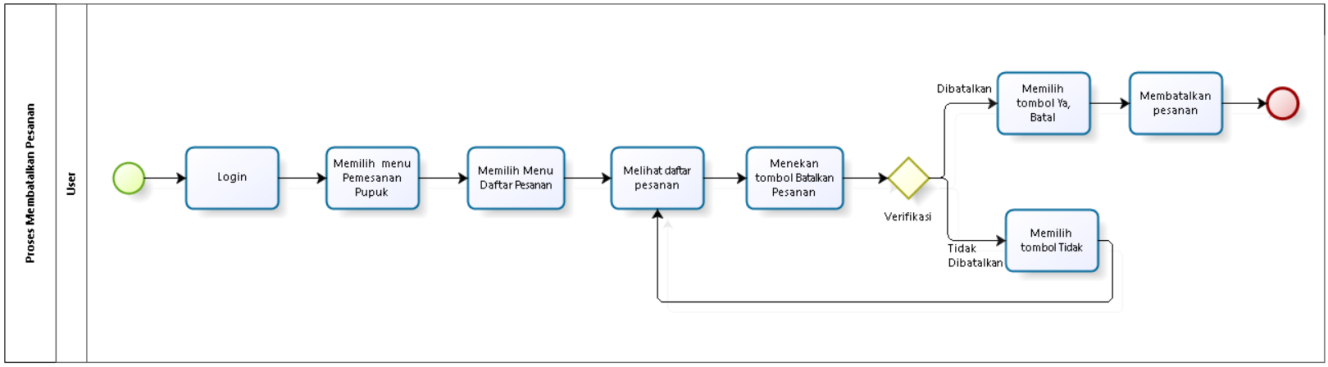 Proses Membatalkan Pesanan
User
Login
Memilih menu
Pemesanan
Pupuk
Memilih Menu
Daftar Pesanan
Melihat daftar
pesanan
Menekan
tombol Batalkan
Pesanan
Verifikasi
Dibatalkan
Memilih
tombol Ya,
Batal
Membatalkan
pesanan
Tidak
Dibatalkan
Memilih
tombol Tidak